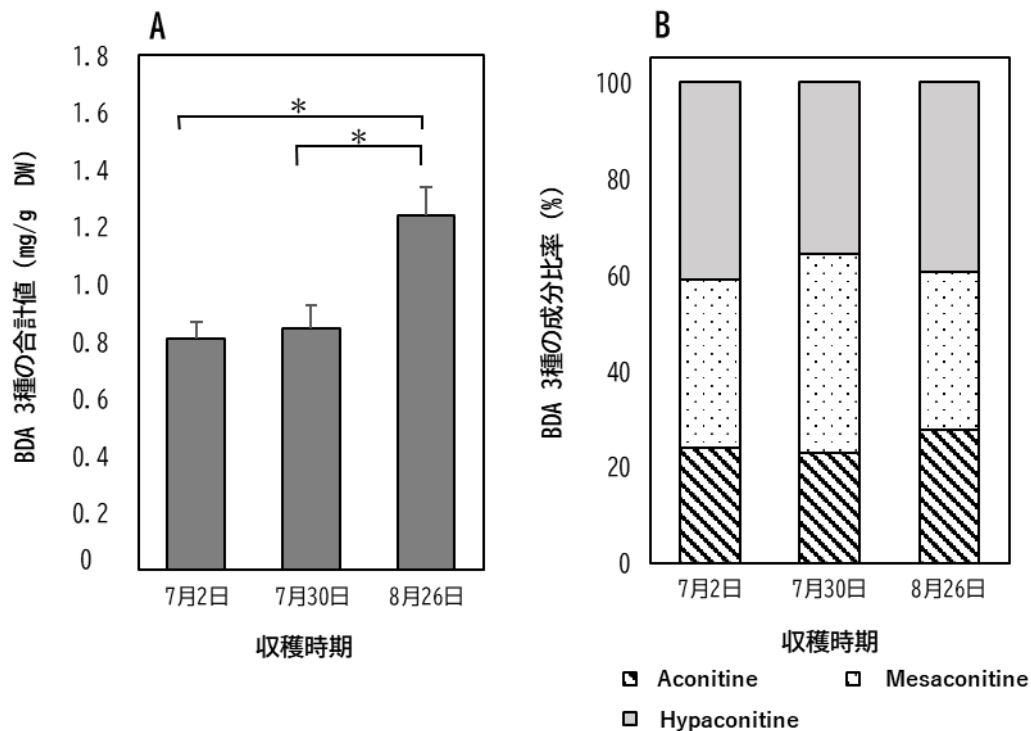 A
BDA 3種の合計値 (mg/g DW)
1.8
1.6
1.4
1.2
1.0
0.8
0.6
0.4
0.2
0
*
*
7月2日 7月30日 8月26日
収穫時期
B
BDA 3種の成分比率 (%)
100
80
60
40
20
0
7月2日 7月30日 8月26日
収穫時期
Aconitine Mesaconitine
Hypaconitine